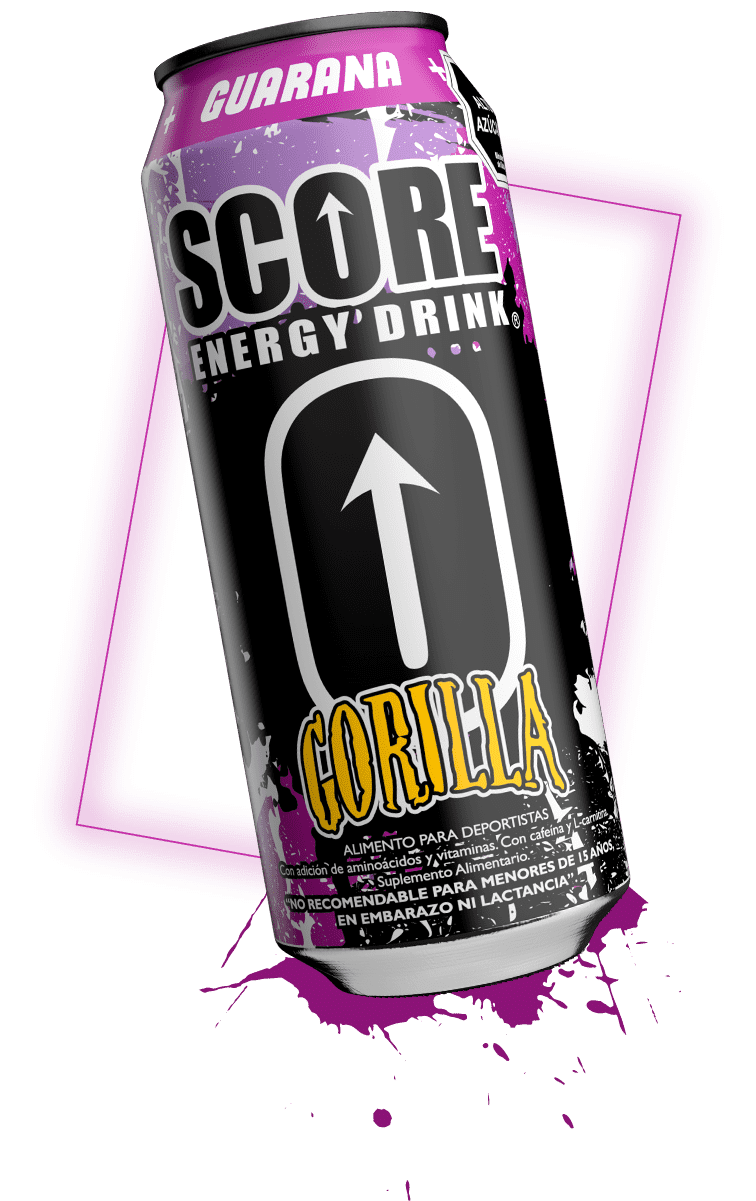 + GUARANA +
SCORE
ENERGY DRINK®
GORILLA
ALIMENTO PARA DEPORTISTAS
Con adición de aminoácidos y vitaminas. Con cafeína y L-carnitina.
Suplemento Alimentario.
"NO RECOMENDABLE PARA MENORES DE 15 AÑOS,
EN EMBARAZO NI LACTANCIA"